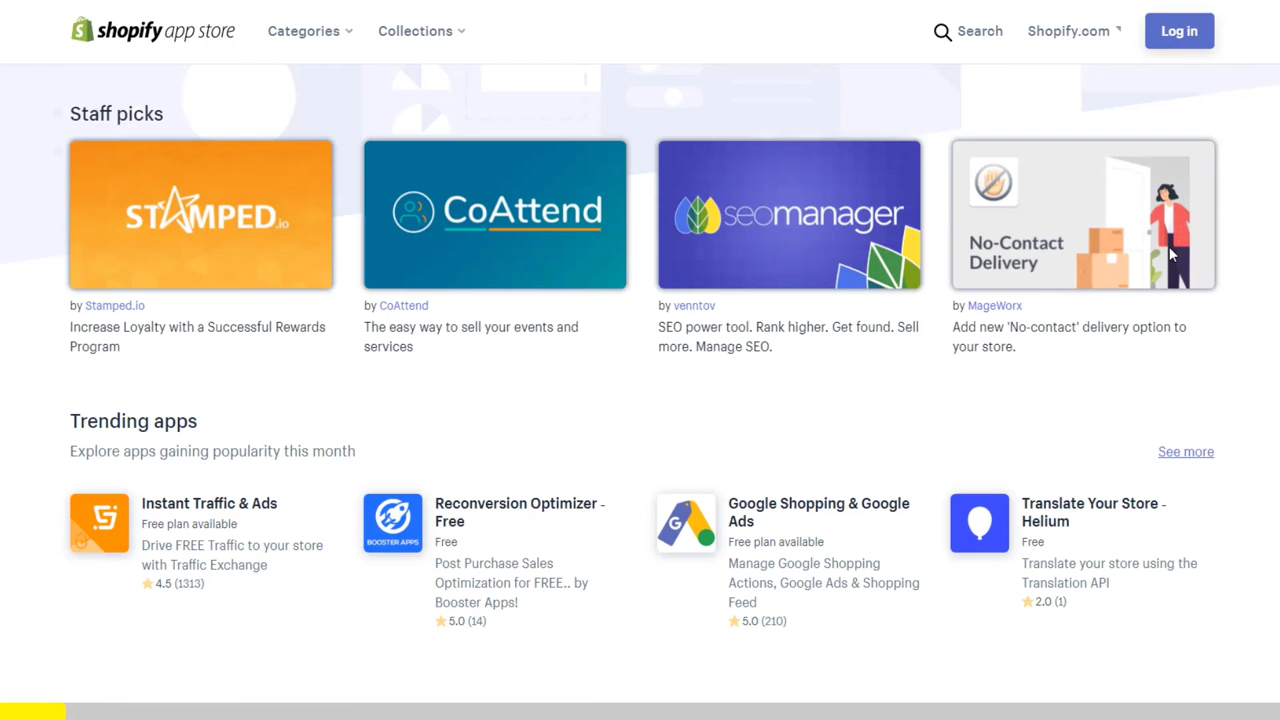 shopify app store
Categories
Collections
Search
Shopify.com
Log in
Staff picks
STAMPED.io
CoAttend
seomanager
No-Contact
Delivery
by Stamped.io
Increase Loyalty with a Successful Rewards
Program
by CoAttend
The easy way to sell your events and
services
by venntov
SEO power tool. Rank higher. Get found. Sell
more. Manage SEO.
by MageWorx
Add new 'No-contact' delivery option to
your store.
Trending apps
Explore apps gaining popularity this month
See more
Instant Traffic & Ads
Free plan available
Drive FREE Traffic to your store
with Traffic Exchange
4.5 (1313)
BOOSTER APPS
Reconversion Optimizer -
Free
Free
Post Purchase Sales
Optimization for FREE.. by
Booster Apps!
5.0 (14)
G
Google Shopping & Google
Ads
Free plan available
Manage Google Shopping
Actions, Google Ads & Shopping
Feed
5.0 (210)
Translate Your Store -
Helium
Free
Translate your store using the
Translation API
2.0 (1)